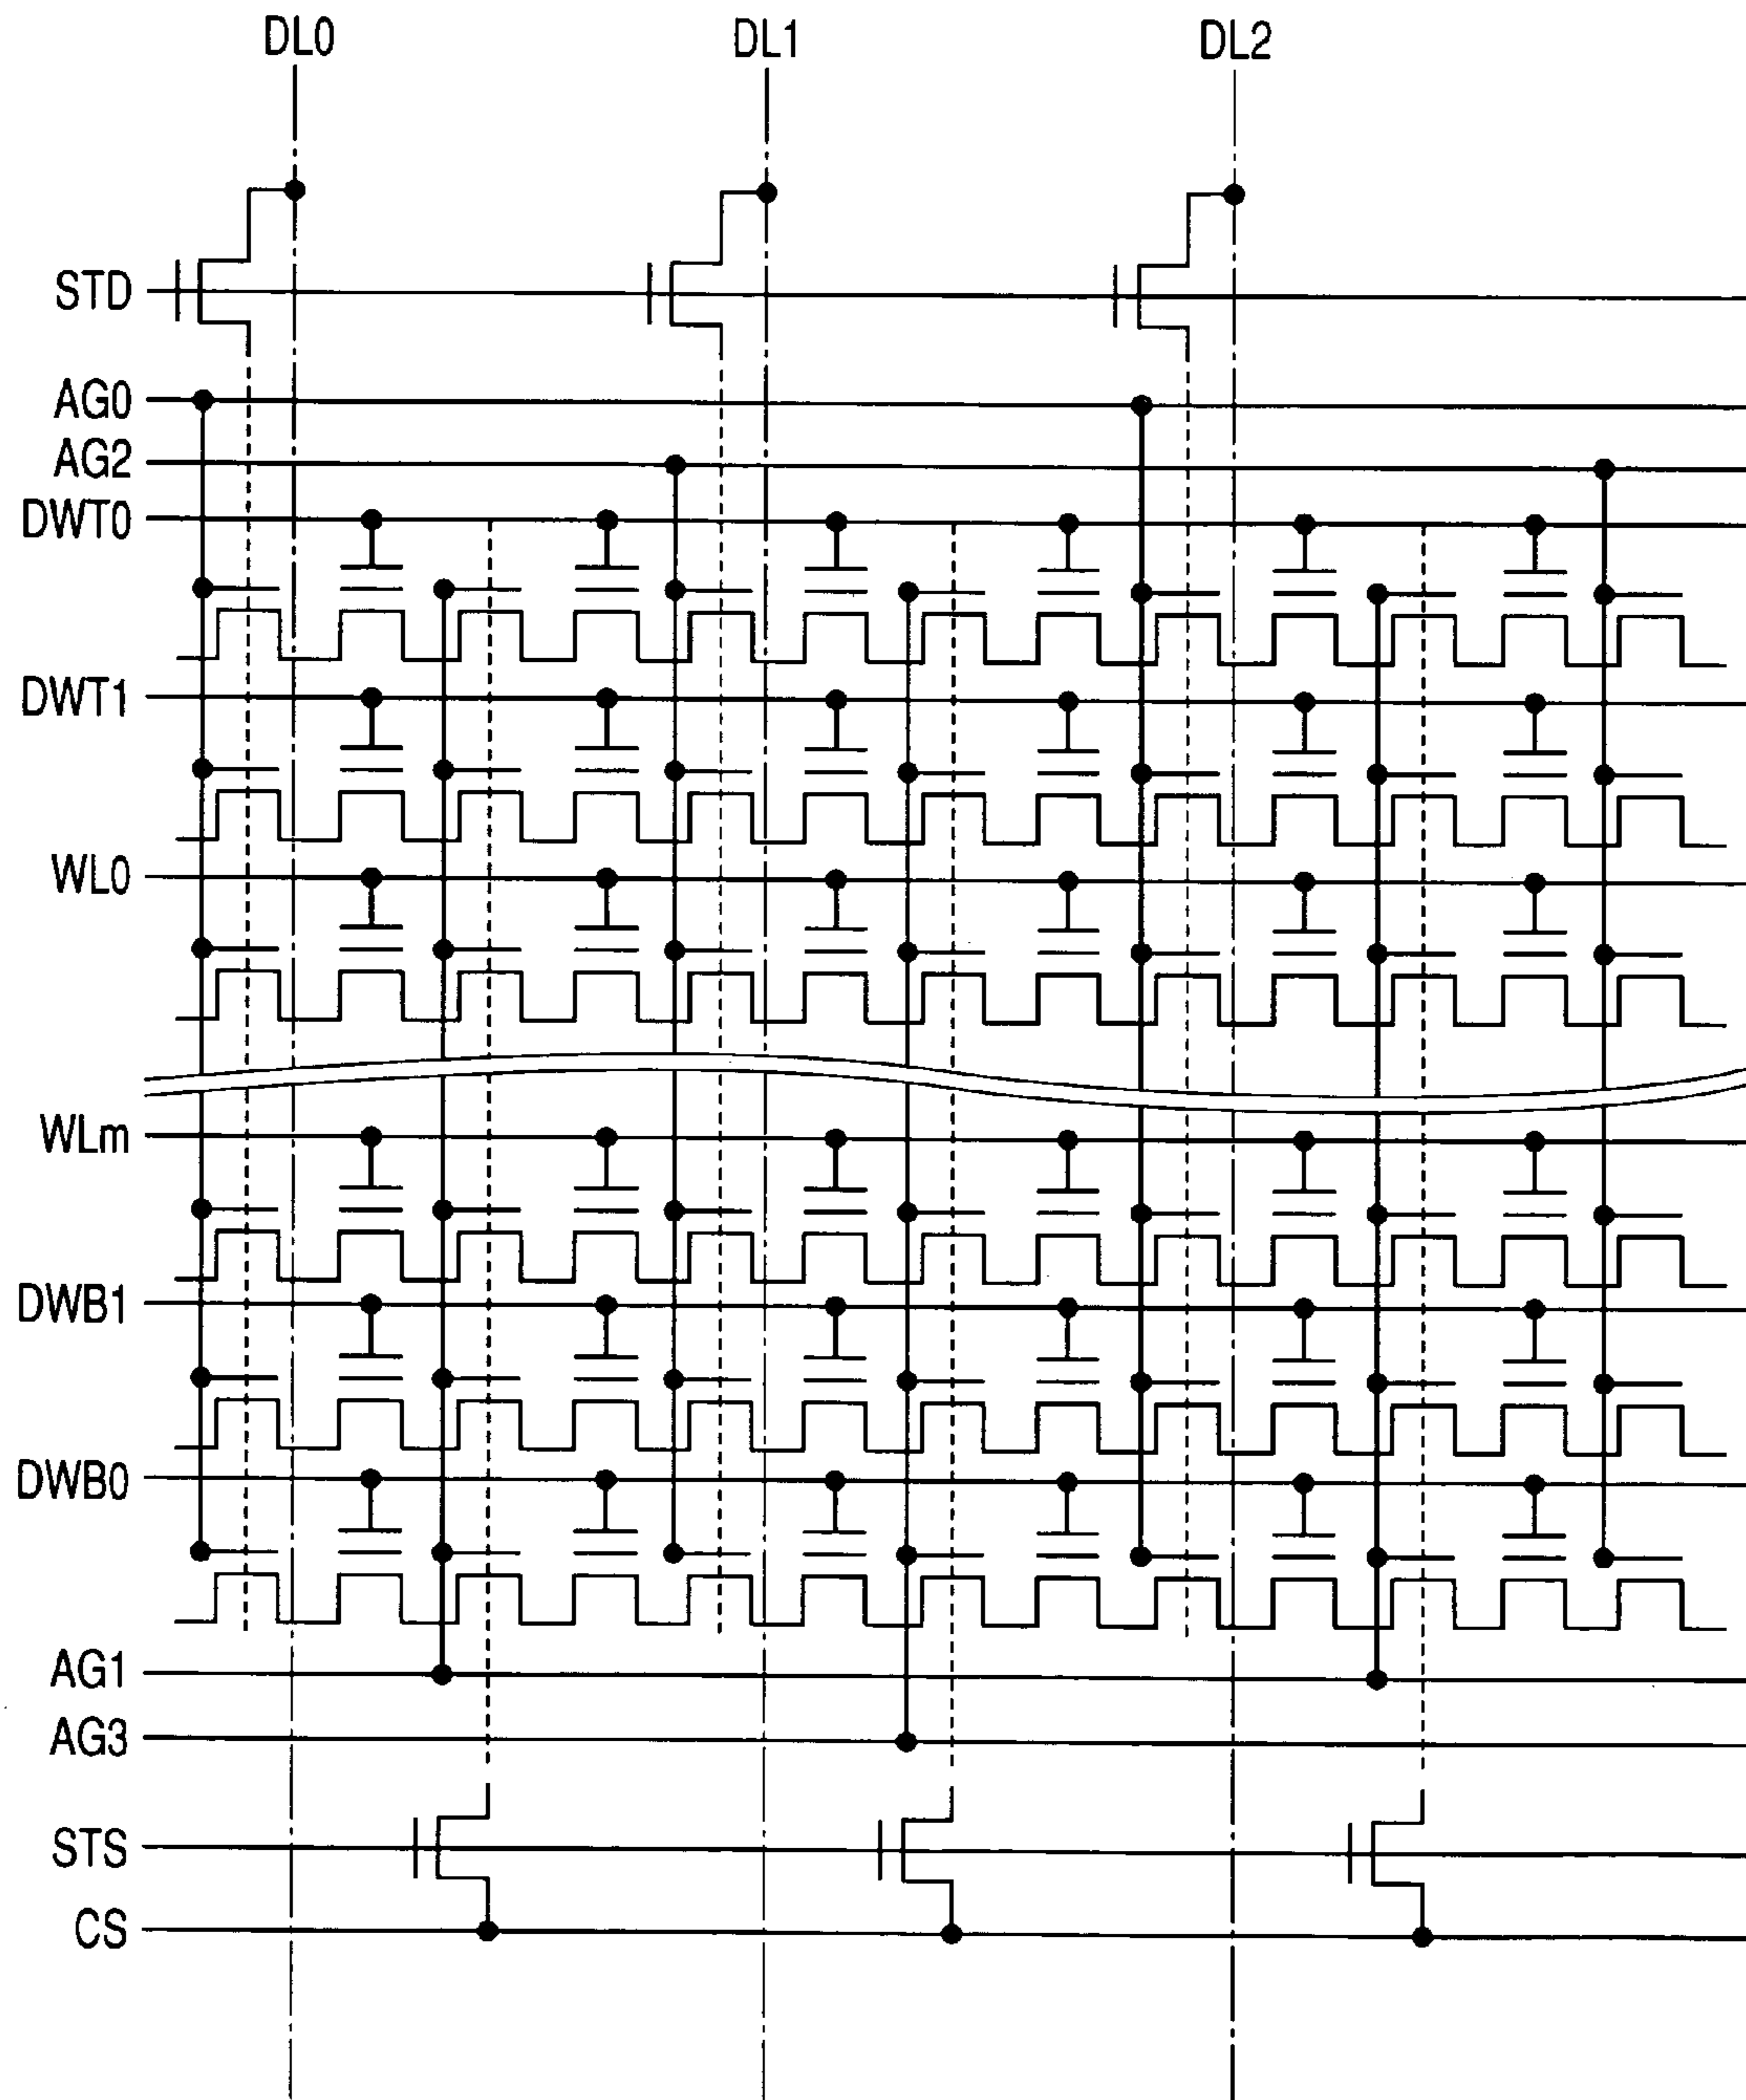 DL0 DL1 DL2
STD
AG0
AG2
DWT0
DWT1
WL0
WLm
DWB1
DWB0
AG1
AG3
STS
CS